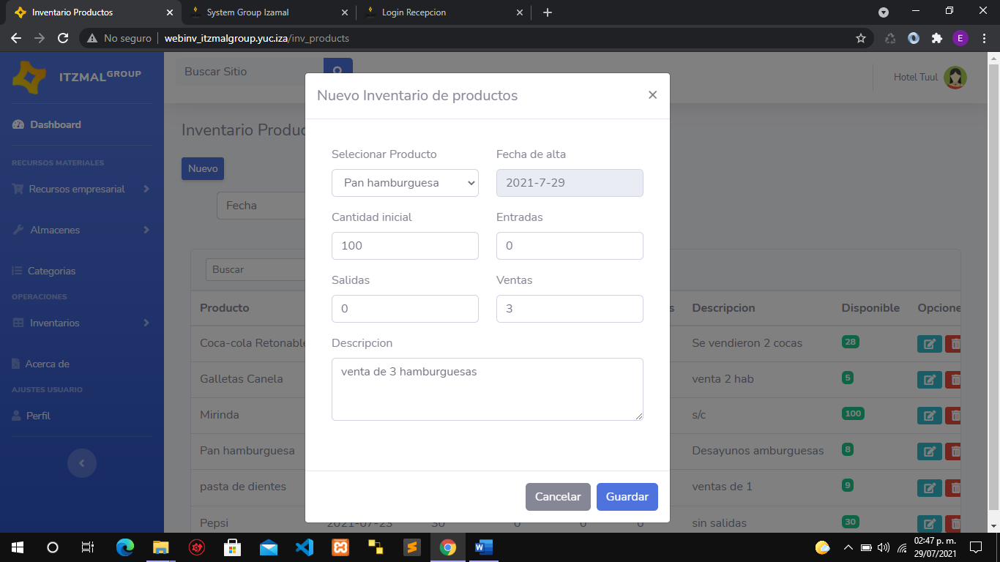 Inventario Productos
System Group Izamal
Login Recepcion
No seguro
webinv_itzmalgroup.yuc.iza/inv_products
E
ITZMALGROUP
Buscar Sitio
Hotel Tuul
Dashboard
RECURSOS MATERIALES
Recursos empresarial
Almacenes
Categorias
OPERACIONES
Inventarios
Acerca de
AJUSTES USUARIO
Perfil
Inventario Produc
Nuevo
Fecha
Buscar
Nuevo Inventario de productos
×
Selecionar Producto Fecha de alta
Pan hamburguesa 2021-7-29
Cantidad inicial Entradas
100 0
Salidas Ventas
0 3
Descripcion
venta de 3 hamburguesas
Cancelar Guardar
Producto s Descripcion Disponible Opcione
Coca-cola Retonable Se vendieron 2 cocas 28
Galletas Canela venta 2 hab 5
Mirinda s/c 100
Pan hamburguesa Desayunos amburguesas 8
pasta de dientes ventas de 1 9
Pepsi 2021-07-23 30 0 0 0 sin salidas 30
02:47 p. m.
29/07/2021